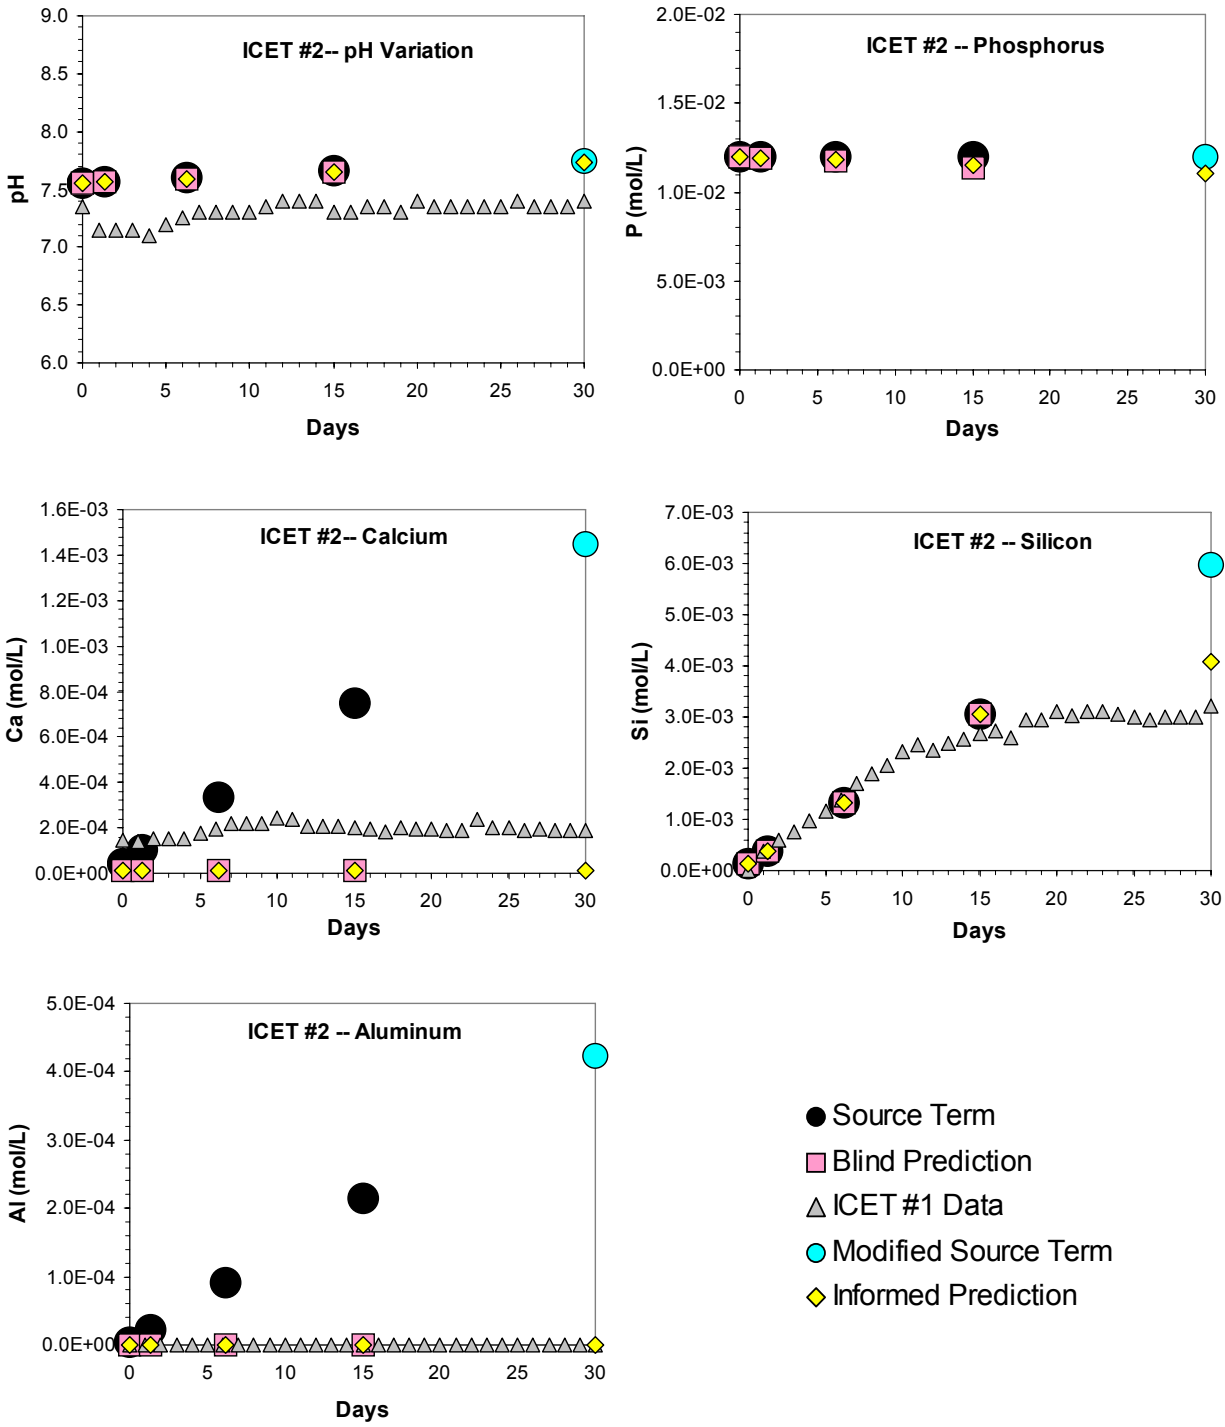 ICET #2-- pH Variation
9.0
8.5
8.0
7.5
7.0
6.5
6.0
pH
0 5 10 15 20 25 30
Days
ICET #2 -- Phosphorus
2.0E-02
1.5E-02
1.0E-02
5.0E-03
0.0E+00
P (mol/L)
0 5 10 15 20 25 30
Days
ICET #2-- Calcium
1.6E-03
1.4E-03
1.2E-03
1.0E-03
8.0E-04
6.0E-04
4.0E-04
2.0E-04
0.0E+00
Ca (mol/L)
0 5 10 15 20 25 30
Days
ICET #2 -- Silicon
7.0E-03
6.0E-03
5.0E-03
4.0E-03
3.0E-03
2.0E-03
1.0E-03
0.0E+00
Si (mol/L)
0 5 10 15 20 25 30
Days
ICET #2 -- Aluminum
5.0E-04
4.0E-04
3.0E-04
2.0E-04
1.0E-04
0.0E+00
Al (mol/L)
0 5 10 15 20 25 30
Days
Source Term
Blind Prediction
ICET #1 Data
Modified Source Term
Informed Prediction